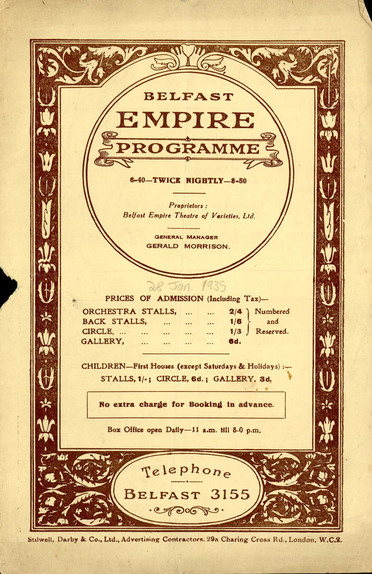 BELFAST
EMPIRE
PROGRAMME
6-40—TWICE NIGHTLY—8-50
Proprietors :
Belfast Empire Theatre of Varieties, Ltd.
GENERAL MANAGER
GERALD MORRISON.
28 Jan. 1935
PRICES OF ADMISSION (Including Tax)—
ORCHESTRA STALLS, ... ... 2/4 Numbered
BACK STALLS, ... ... ... 1/6 and
CIRCLE, ... ... ... ... 1/3 Reserved.
GALLERY, ... ... ... ... 6d.
CHILDREN—First Houses (except Saturdays & Holidays) :—
STALLS, 1/- ; CIRCLE, 6d. ; GALLERY, 3d.
No extra charge for Booking in advance.
Box Office open Daily—11 a.m. till 8-0 p.m.
Telephone
BELFAST 3155
Stilwell, Darby & Co., Ltd., Advertising Contractors, 29a Charing Cross Rd., London, W.C.2.